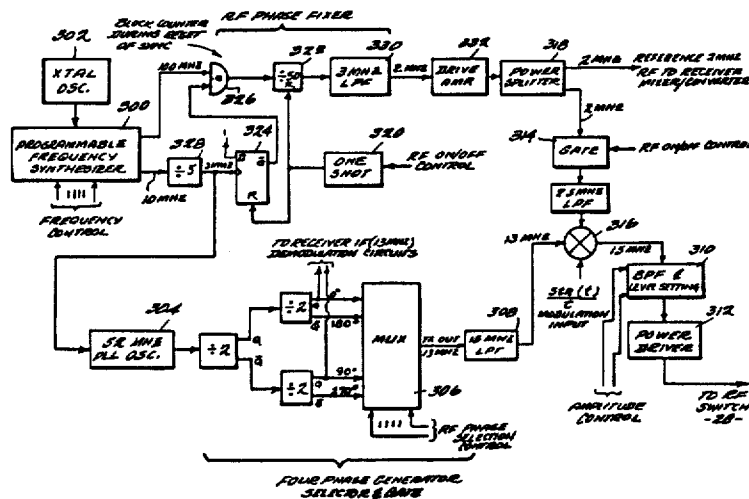 BLOCK COUNTER
DURING RESET
OF SYNC
RF PHASE FIXER
302
XTAL
OSC.
100 MHZ
326
÷50
R
322
330
3 MHZ
LPF
2 MHZ
332
DRIVE
AMP.
318
POWER
SPLITTER
2 MHZ
REFERENCE 2MHZ
RF TO RECEIVER
MIXER/CONVERTER
2 MHZ
300
PROGRAMMABLE
FREQUENCY
SYNTHESIZER
10 MHZ
328
÷5
324
1
D
Q
R
320
ONE
SHOT
RF ON/OFF
CONTROL
314
GATE
RF ON/OFF CONTROL
FREQUENCY
CONTROL
2.5 MHZ
LPF
316
13 MHZ
15 MHZ
310
BPF &
LEVEL SETTING
MODULATION
INPUT
TO RECEIVER IF (13MHZ)
DEMODULATION CIRCUITS
304
52 MHZ
PLL OSC.
÷2
Q
Q
÷2
Q
0°
Q
180°
÷2
Q
90°
Q
270°
MUX
306
TX OUT
13 MHZ
308
LPF
312
POWER
DRIVER
AMPLITUDE
CONTROL
TO RF
SWITCH
-28-
RF PHASE
SELECTION
CONTROL
FOUR PHASE GENERATOR
SELECTOR & GATE